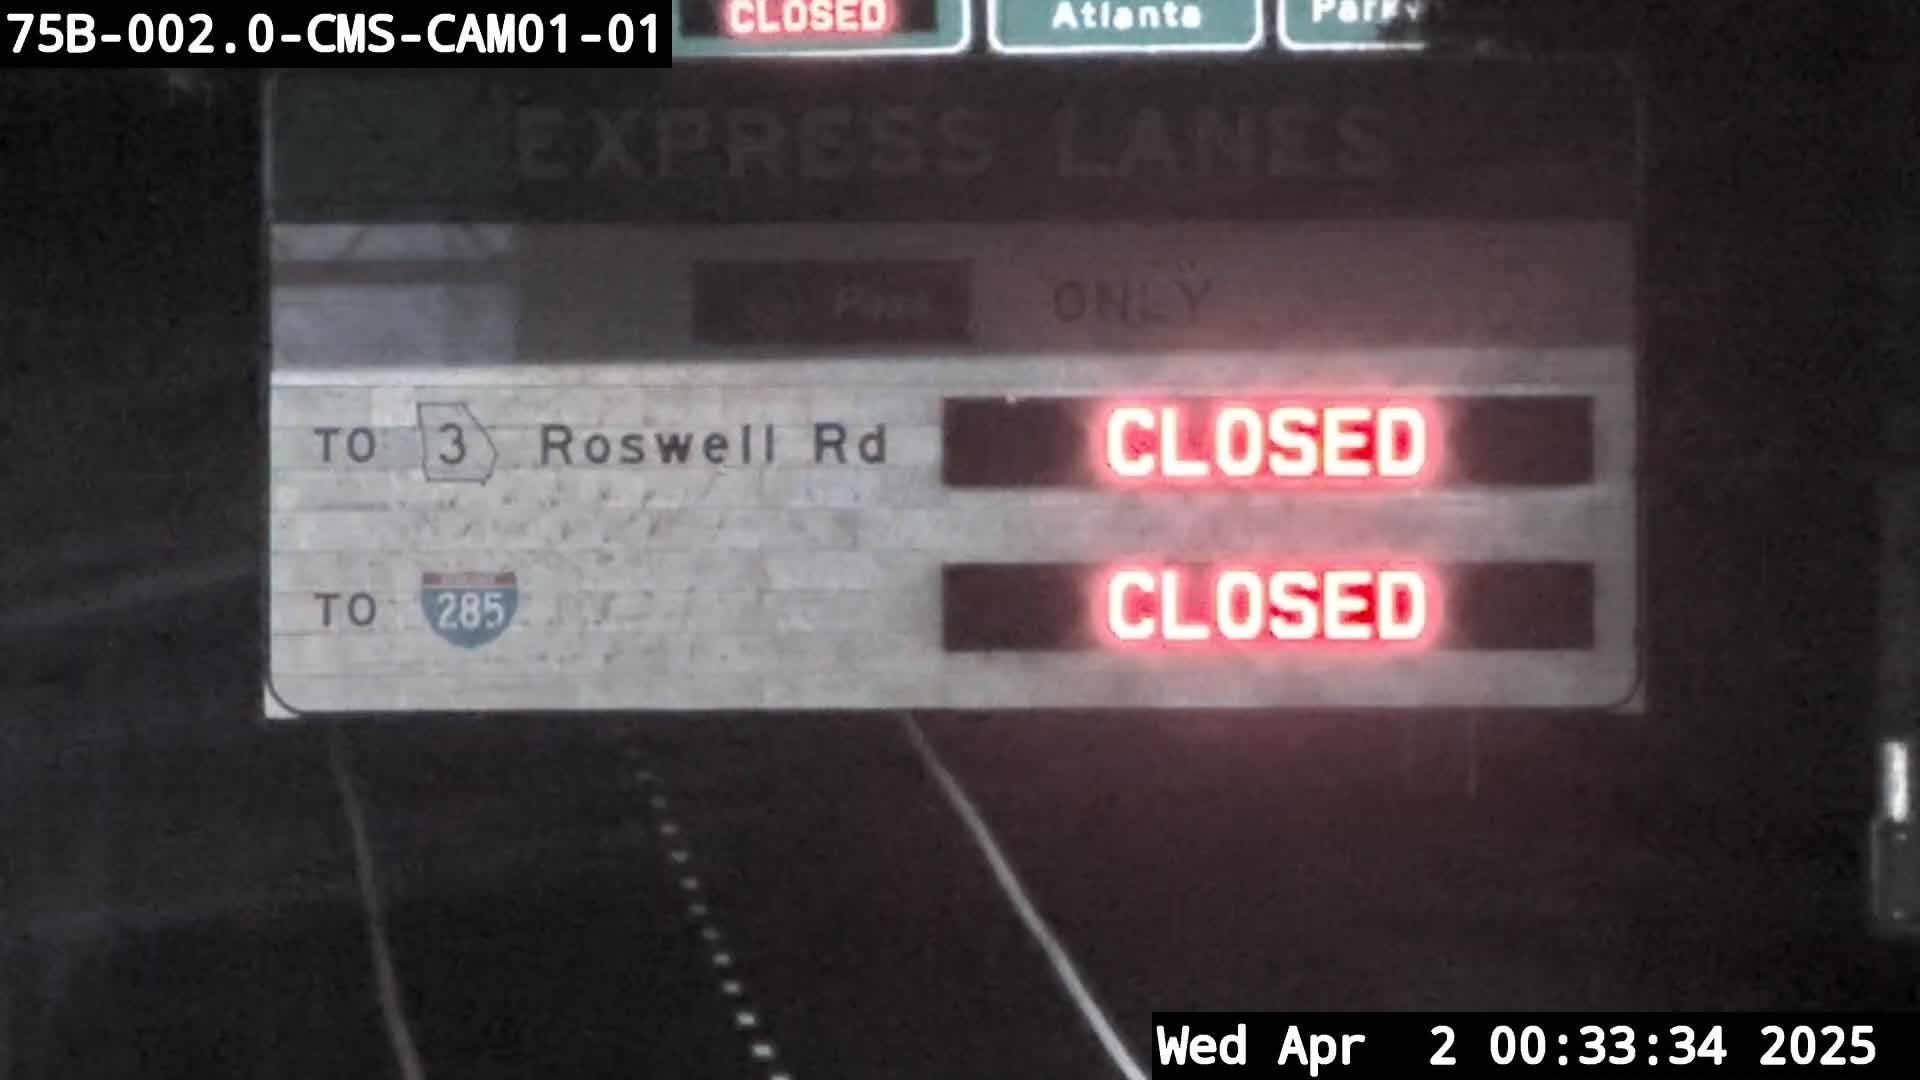 75B-002.0-CMS-CAM01-01
CLOSED
Atlanta
EXPRESS LANES
Pass ONLY
TO 3 Roswell Rd CLOSED
TO 285 CLOSED
Wed Apr 2 00:33:34 2025